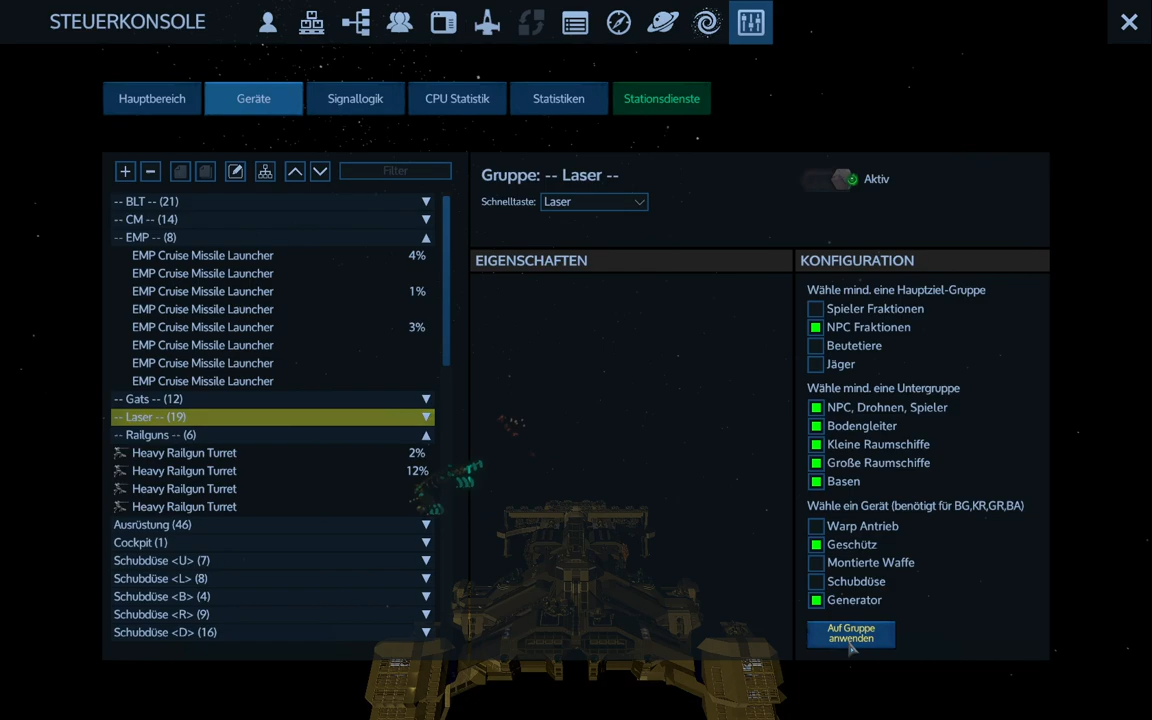 STEUERKONSOLE
Hauptbereich
Geräte
Signallogik
CPU Statistik
Statistiken
Stationsdienste
Filter
-- BLT -- (21)
-- CM -- (14)
-- EMP -- (8)
EMP Cruise Missile Launcher 4%
EMP Cruise Missile Launcher
EMP Cruise Missile Launcher 1%
EMP Cruise Missile Launcher
EMP Cruise Missile Launcher 3%
EMP Cruise Missile Launcher
EMP Cruise Missile Launcher
EMP Cruise Missile Launcher
-- Gats -- (12)
-- Laser -- (19)
-- Railguns -- (6)
Heavy Railgun Turret 2%
Heavy Railgun Turret 12%
Heavy Railgun Turret
Heavy Railgun Turret
Ausrüstung (46)
Cockpit (1)
Schubdüse <U> (7)
Schubdüse <L> (8)
Schubdüse <B> (4)
Schubdüse <R> (9)
Schubdüse <D> (16)
Gruppe: -- Laser --
Aktiv
Schnelltaste: Laser
EIGENSCHAFTEN
KONFIGURATION
Wähle mind. eine Hauptziel-Gruppe
Spieler Fraktionen
NPC Fraktionen
Beutetiere
Jäger
Wähle mind. eine Untergruppe
NPC, Drohnen, Spieler
Bodengleiter
Kleine Raumschiffe
Große Raumschiffe
Basen
Wähle ein Gerät (benötigt für BG,KR,GR,BA)
Warp Antrieb
Geschütz
Montierte Waffe
Schubdüse
Generator
Auf Gruppe
anwenden